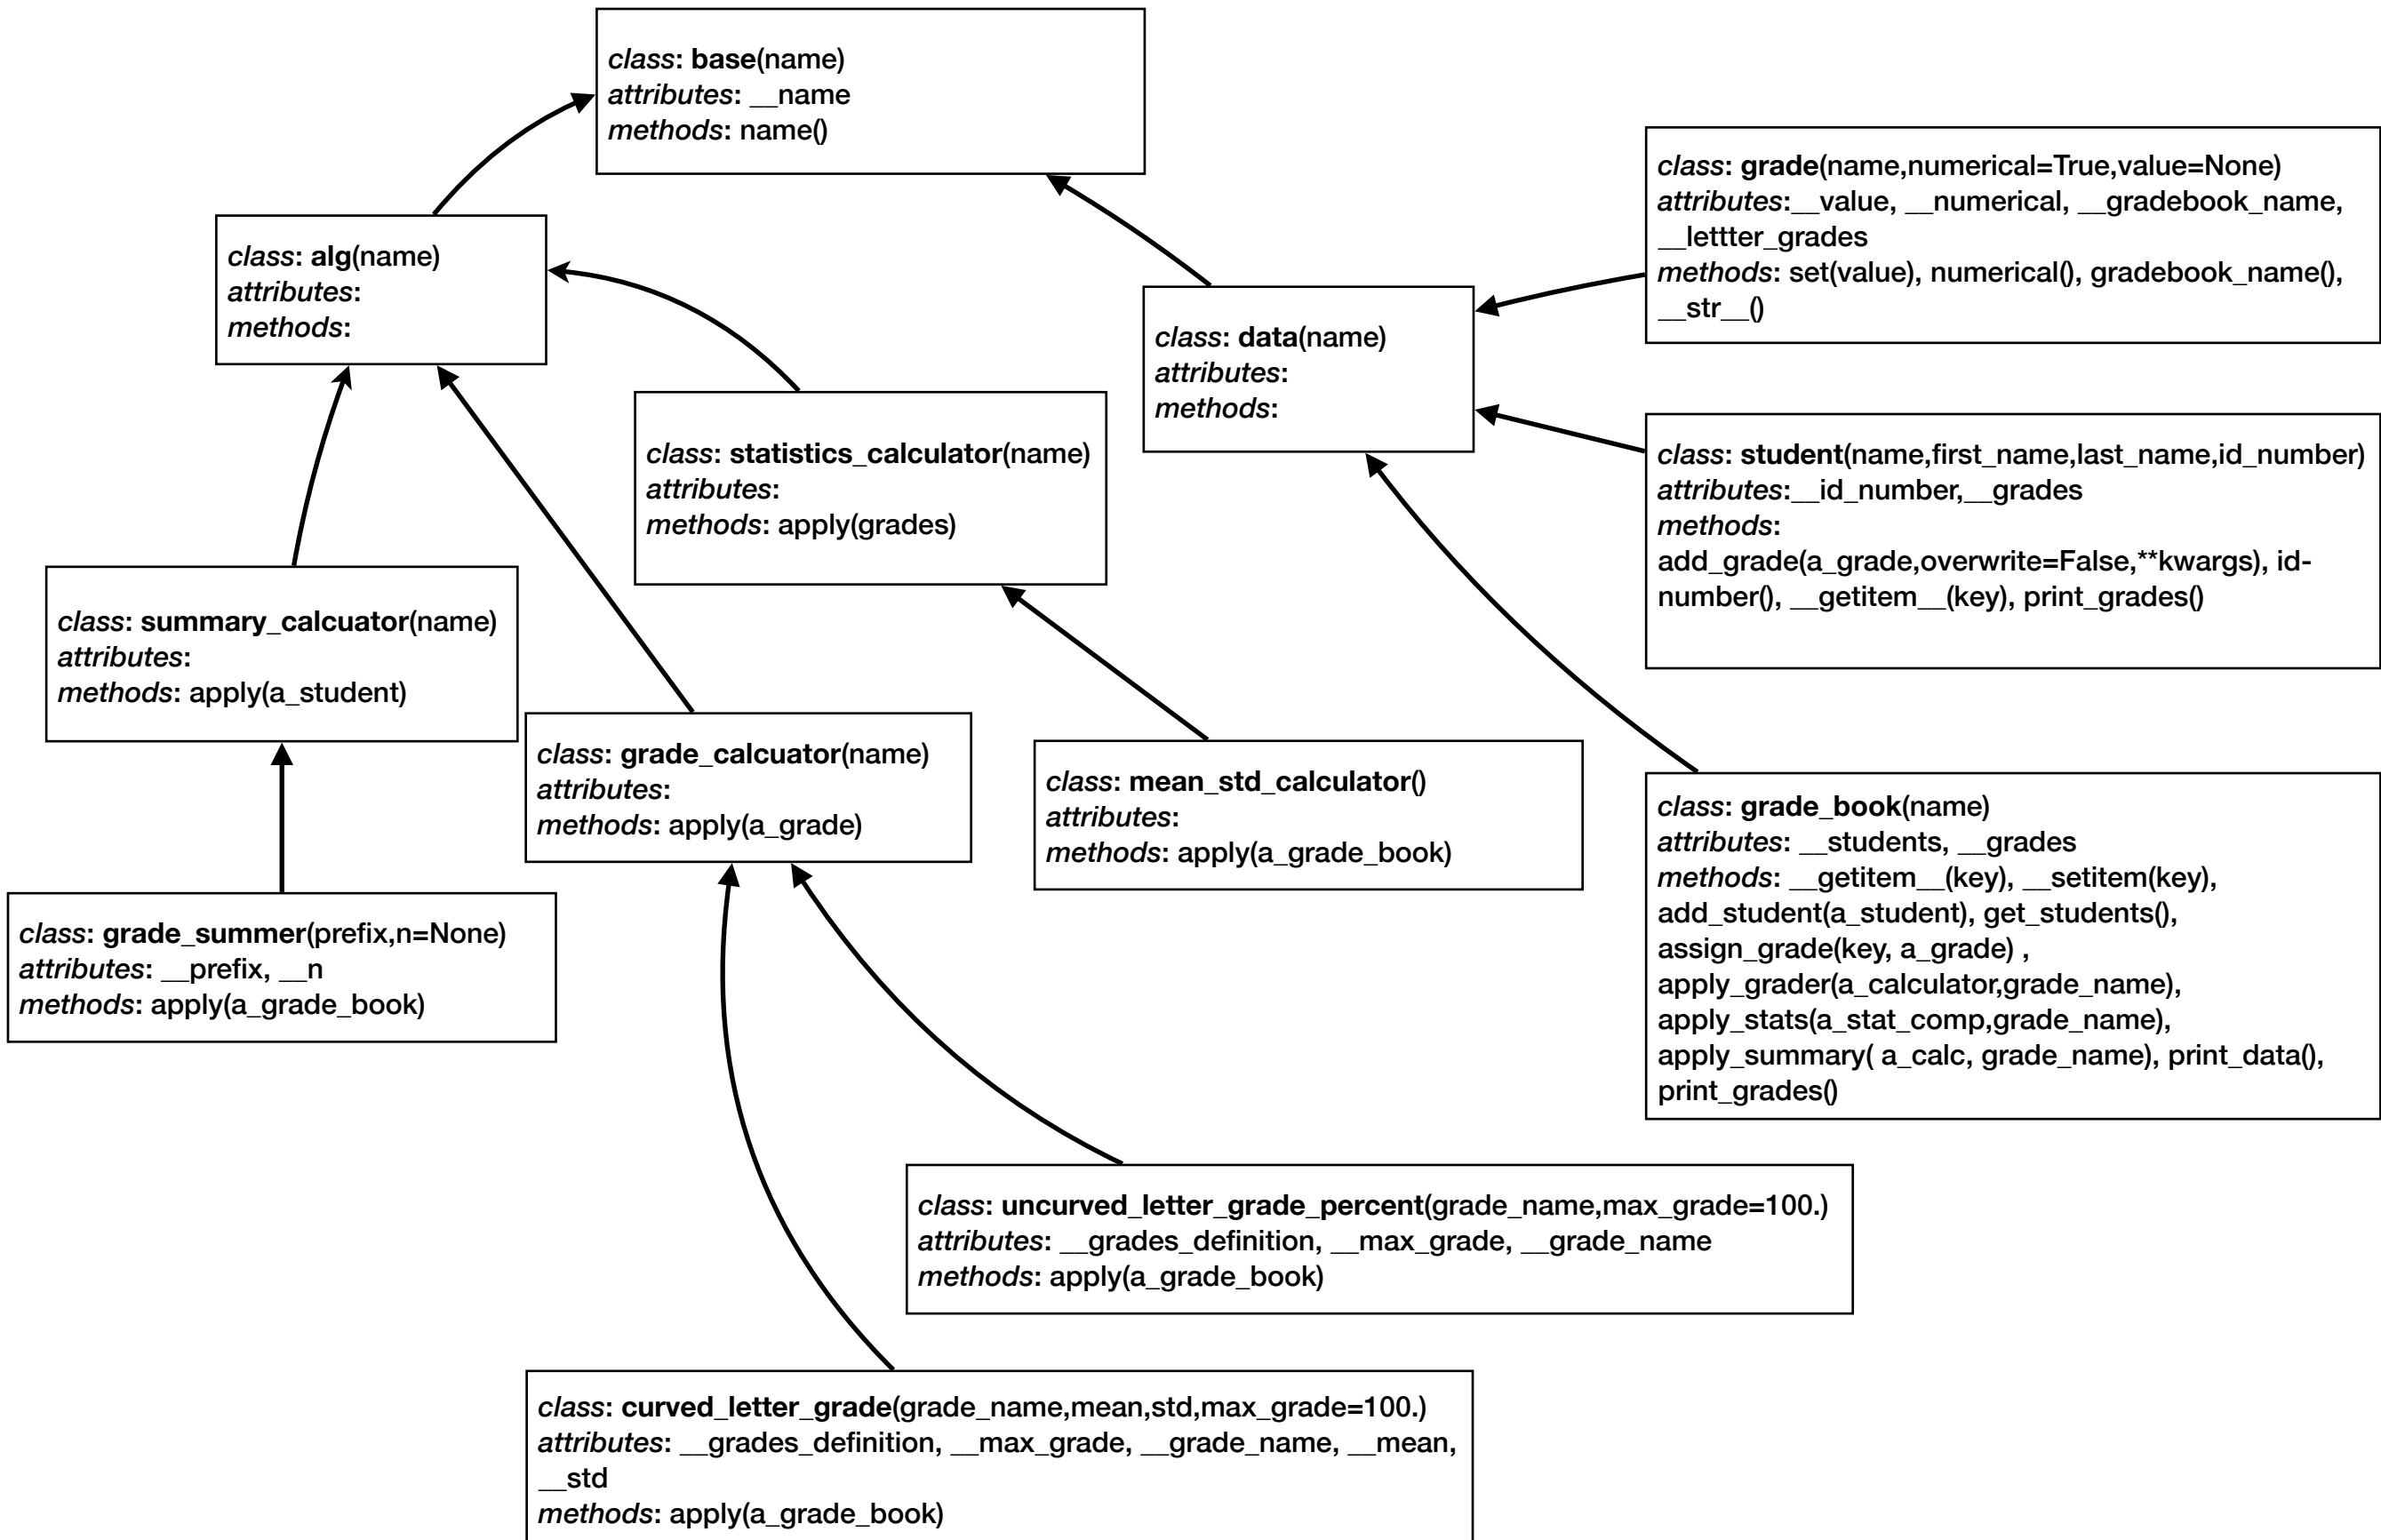 class: base(name)
attributes: __name
methods: name()
class: grade(name,numerical=True,value=None)
attributes:__value, __numerical, __gradebook_name,
__lettter_grades
methods: set(value), numerical(), gradebook_name(),
__str__()
class: alg(name)
attributes:
methods:
class: data(name)
attributes:
methods:
class: statistics_calculator(name)
attributes:
methods: apply(grades)
class: student(name,first_name,last_name,id_number)
attributes:__id_number,__grades
methods:
add_grade(a_grade,overwrite=False,**kwargs), id-
number(), __getitem__(key), print_grades()
class: summary_calcuator(name)
attributes:
methods: apply(a_student)
class: grade_calcuator(name)
attributes:
methods: apply(a_grade)
class: mean_std_calculator()
attributes:
methods: apply(a_grade_book)
class: grade_book(name)
attributes: __students, __grades
methods: __getitem__(key), __setitem(key),
add_student(a_student), get_students(),
assign_grade(key, a_grade) ,
apply_grader(a_calculator,grade_name),
apply_stats(a_stat_comp,grade_name),
apply_summary( a_calc, grade_name), print_data(),
print_grades()
class: grade_summer(prefix,n=None)
attributes: __prefix, __n
methods: apply(a_grade_book)
class: uncurved_letter_grade_percent(grade_name,max_grade=100.)
attributes: __grades_definition, __max_grade, __grade_name
methods: apply(a_grade_book)
class: curved_letter_grade(grade_name,mean,std,max_grade=100.)
attributes: __grades_definition, __max_grade, __grade_name, __mean,
__std
methods: apply(a_grade_book)